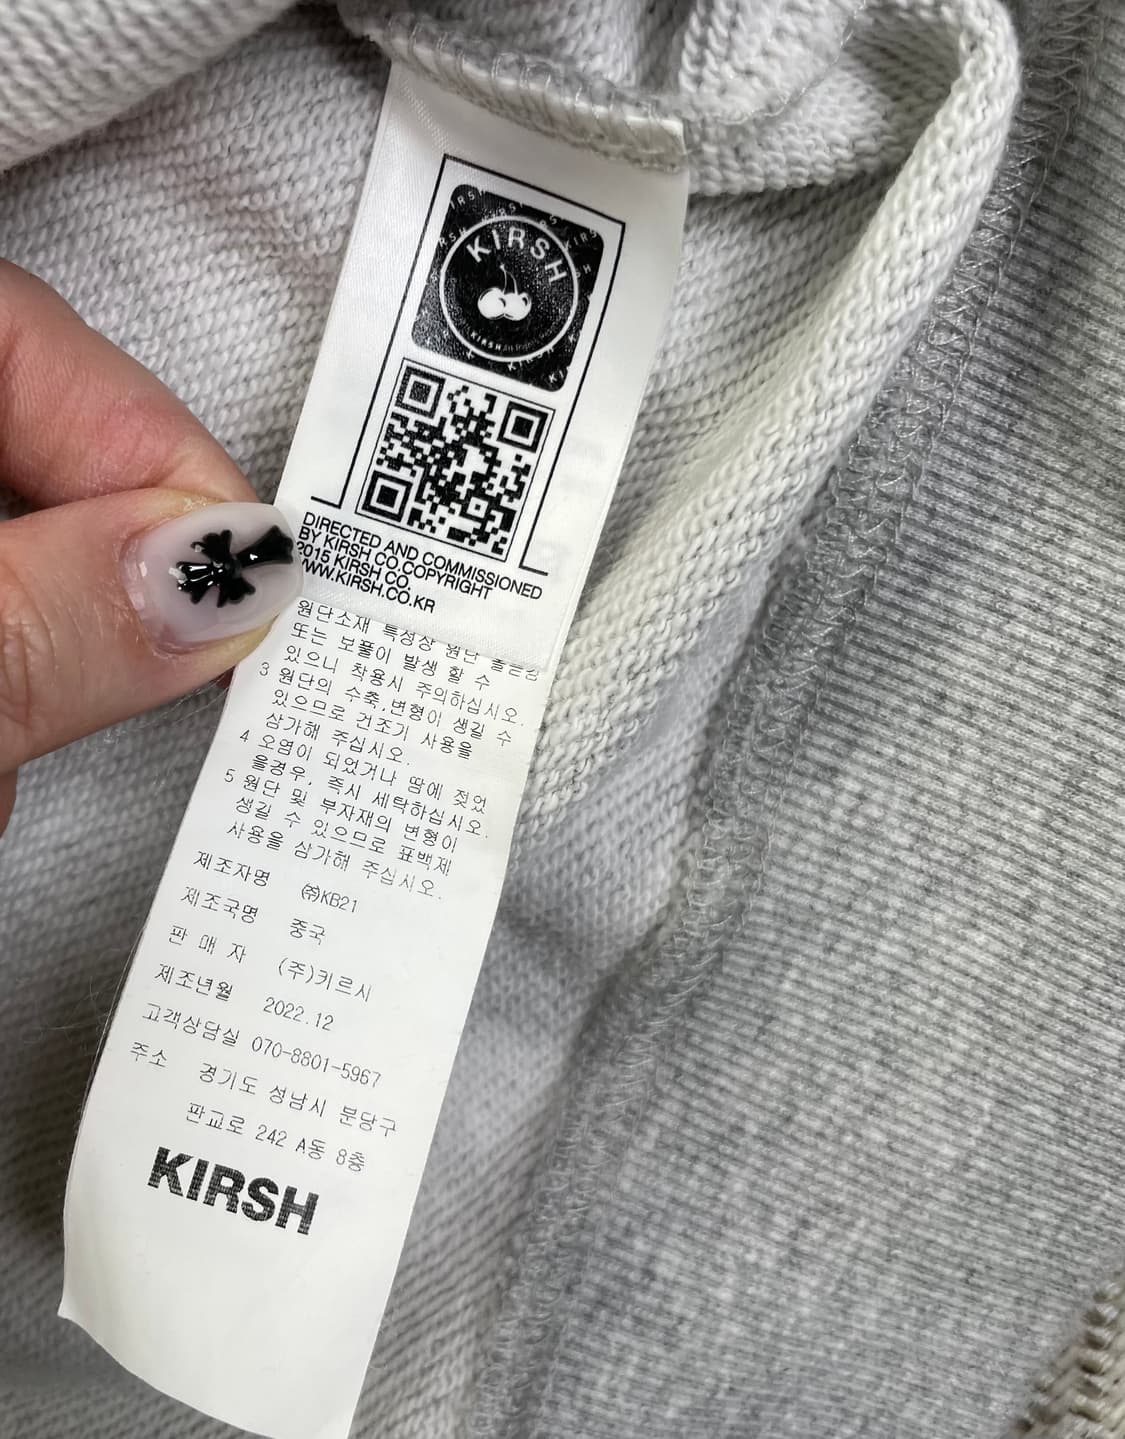 KIRSH
DIRECTED AND COMMISSIONED
BY KIRSH CO.COPYRIGHT
2015 KIRSH CO.
WWW.KIRSH.CO.KR
원단소재 특성상 원단
또는 보풀이 발생 할 수
있으니 착용시 주의하십시오.
3 원단의 수축,변형이 생길 수
있으므로 건조기 사용을
삼가해 주십시오.
4 오염이 되었거나 땀에 젖었
을경우, 즉시 세탁하십시오.
5 원단 및 부자재의 변형이
생길 수 있으므로 표백제
사용을 삼가해 주십시오.
제조자명 ㈜KB21
제조국명 중국
판 매 자 (주)키르시
제조년월 2022.12
고객상담실 070-8801-5967
주소 경기도 성남시 분당구
판교로 242 A동 8층
KIRSH